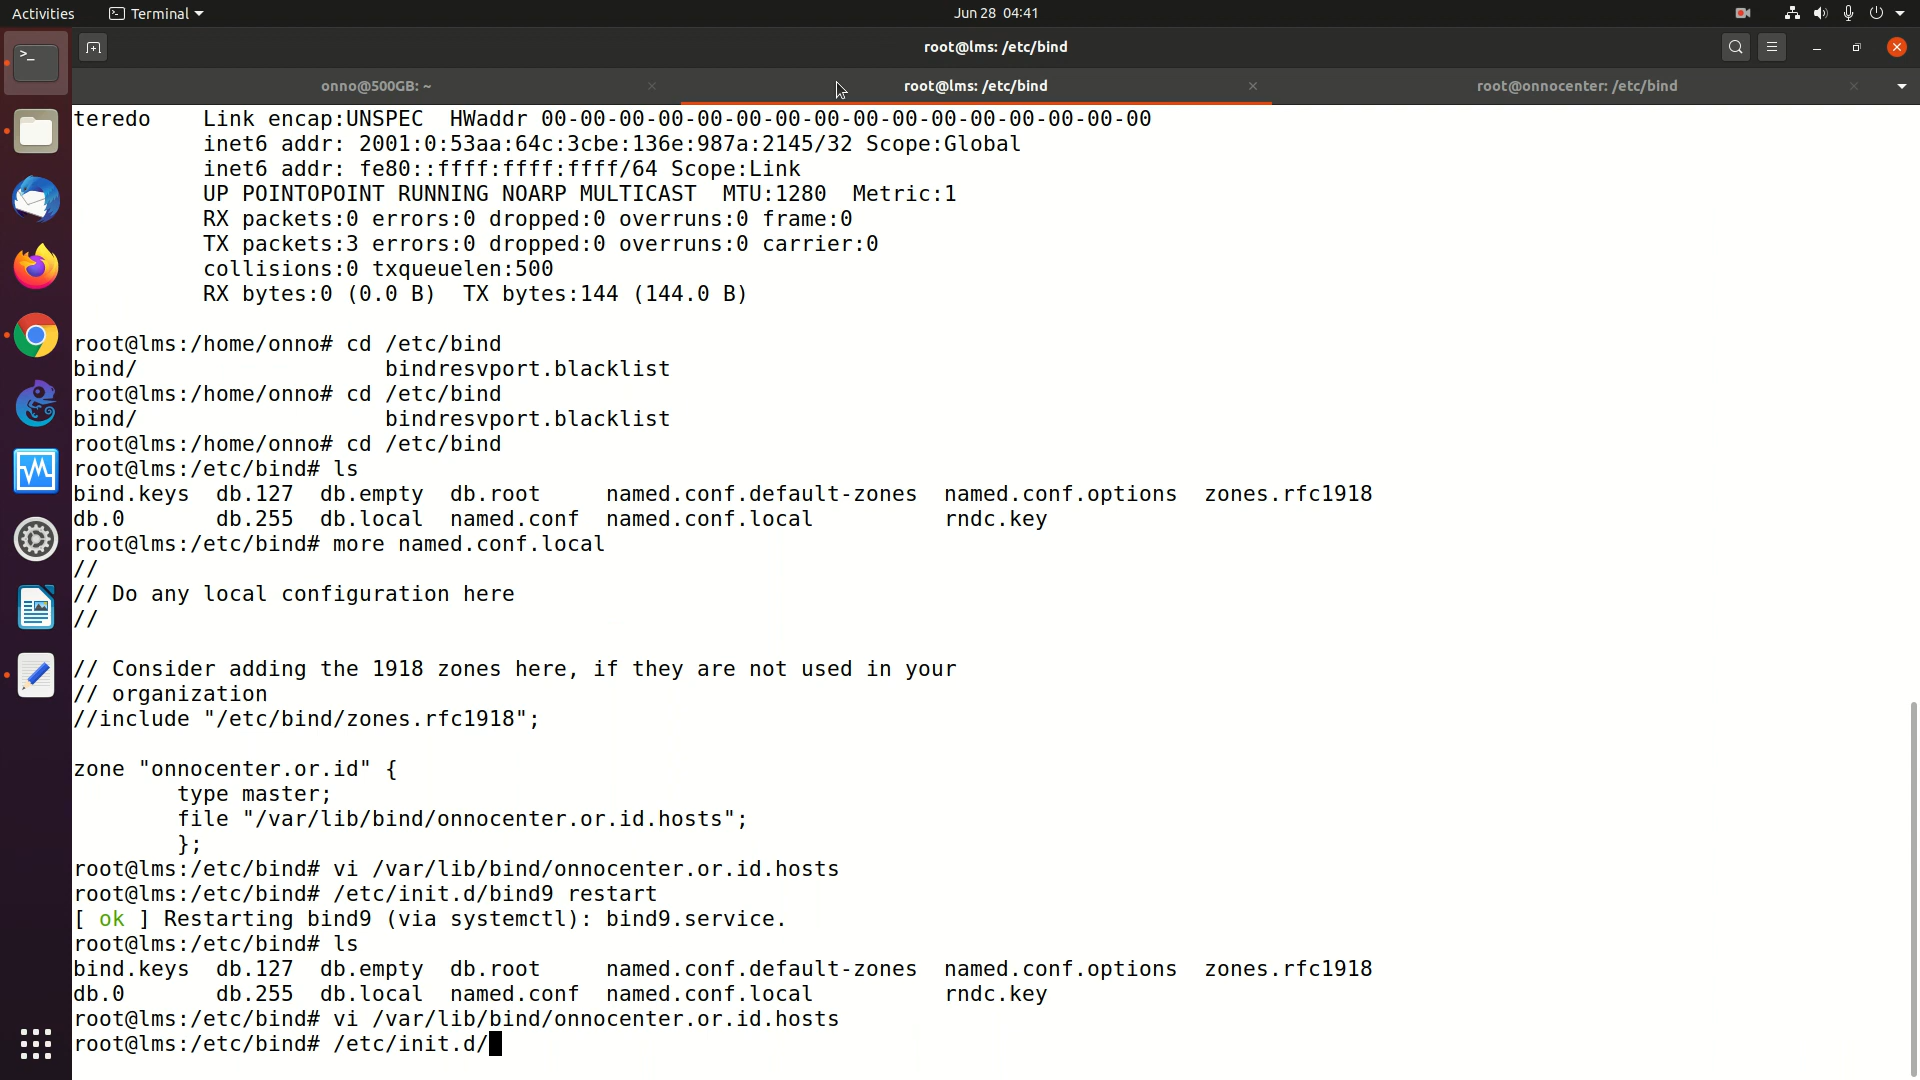 Activities
Terminal
Jun 28 04:41
root@lms: /etc/bind
onno@500GB: ~
root@lms: /etc/bind
root@onnocenter: /etc/bind
teredo    Link encap:UNSPEC  HWaddr 00-00-00-00-00-00-00-00-00-00-00-00-00-00-00-00
          inet6 addr: 2001:0:53aa:64c:3cbe:136e:987a:2145/32 Scope:Global
          inet6 addr: fe80::ffff:ffff:ffff/64 Scope:Link
          UP POINTOPOINT RUNNING NOARP MULTICAST  MTU:1280  Metric:1
          RX packets:0 errors:0 dropped:0 overruns:0 frame:0
          TX packets:3 errors:0 dropped:0 overruns:0 carrier:0
          collisions:0 txqueuelen:500
          RX bytes:0 (0.0 B)  TX bytes:144 (144.0 B)
root@lms:/home/onno# cd /etc/bind
bind/                   bindresvport.blacklist
root@lms:/home/onno# cd /etc/bind
bind/                   bindresvport.blacklist
root@lms:/home/onno# cd /etc/bind
root@lms:/etc/bind# ls
bind.keys  db.127  db.empty  db.root     named.conf.default-zones  named.conf.options  zones.rfc1918
db.0       db.255  db.local  named.conf  named.conf.local          rndc.key
root@lms:/etc/bind# more named.conf.local
//
// Do any local configuration here
//
// Consider adding the 1918 zones here, if they are not used in your
// organization
//include "/etc/bind/zones.rfc1918";
zone "onnocenter.or.id" {
        type master;
        file "/var/lib/bind/onnocenter.or.id.hosts";
        };
root@lms:/etc/bind# vi /var/lib/bind/onnocenter.or.id.hosts
root@lms:/etc/bind# /etc/init.d/bind9 restart
[ ok ] Restarting bind9 (via systemctl): bind9.service.
root@lms:/etc/bind# ls
bind.keys  db.127  db.empty  db.root     named.conf.default-zones  named.conf.options  zones.rfc1918
db.0       db.255  db.local  named.conf  named.conf.local          rndc.key
root@lms:/etc/bind# vi /var/lib/bind/onnocenter.or.id.hosts
root@lms:/etc/bind# /etc/init.d/